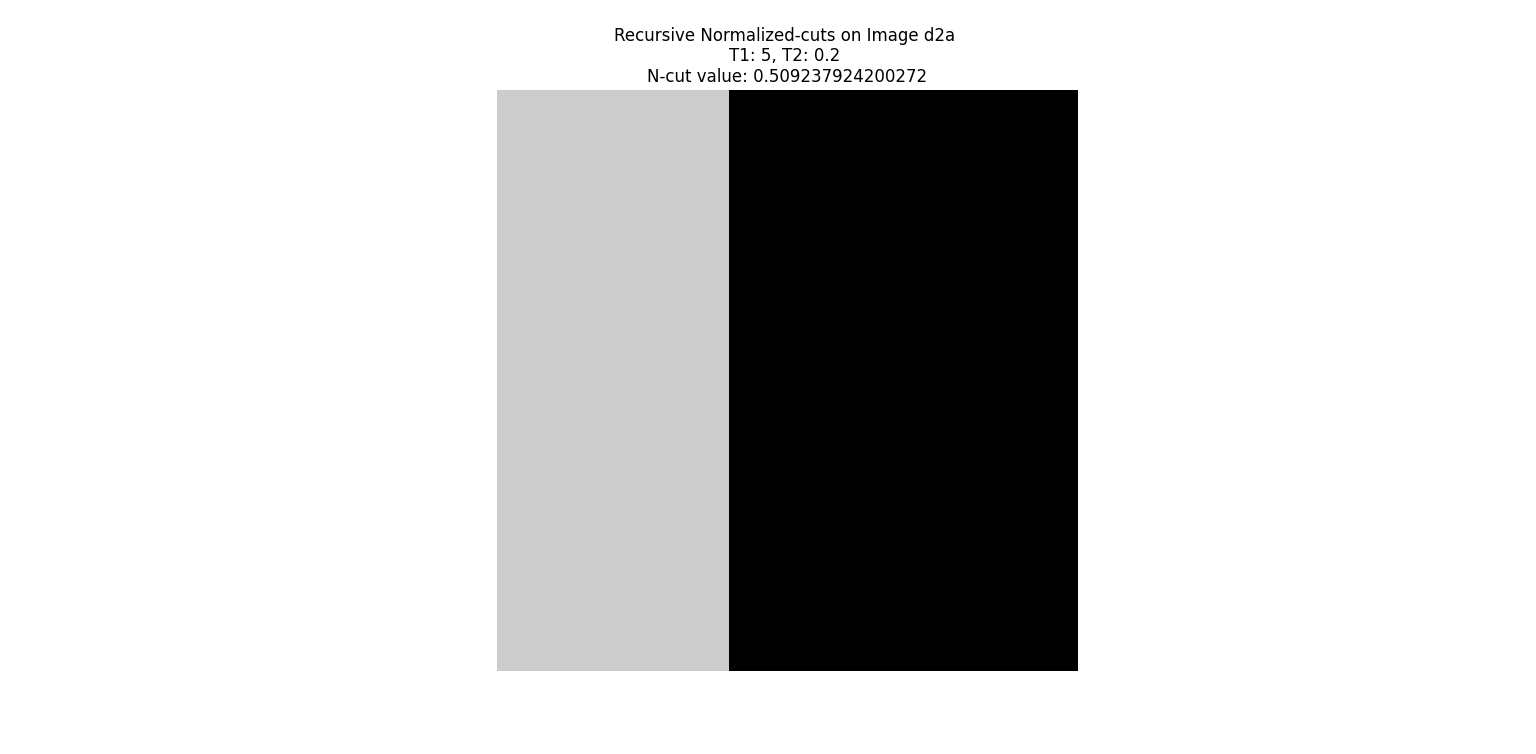 Recursive Normalized-cuts on Image d2a
T1: 5, T2: 0.2
N-cut value: 0.509237924200272